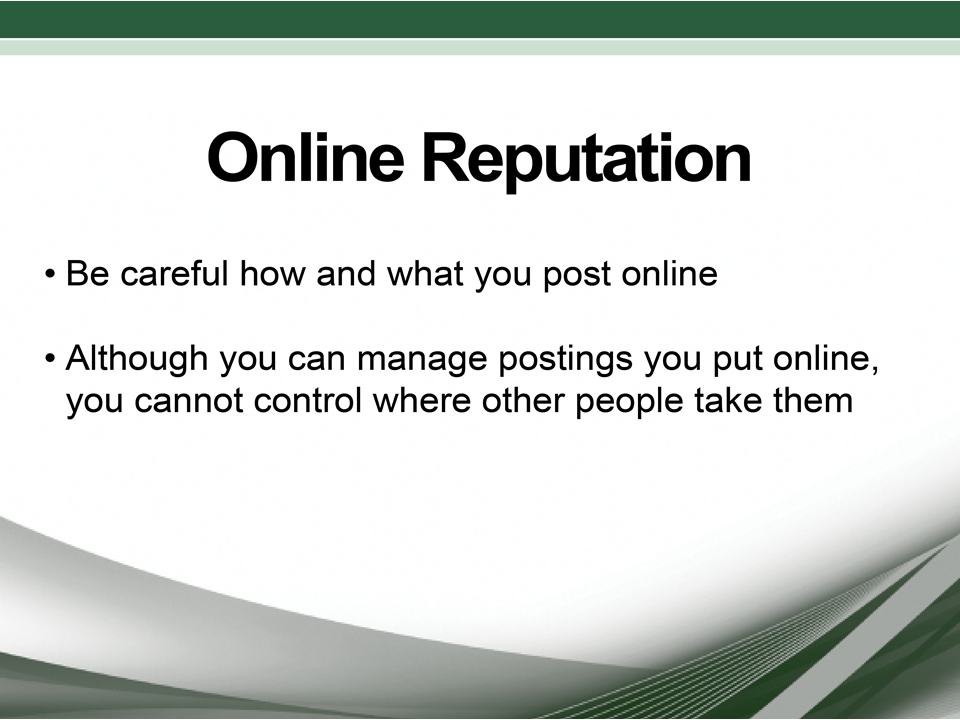 Online Reputation
• Be careful how and what you post online
• Although you can manage postings you put online,
you cannot control where other people take them